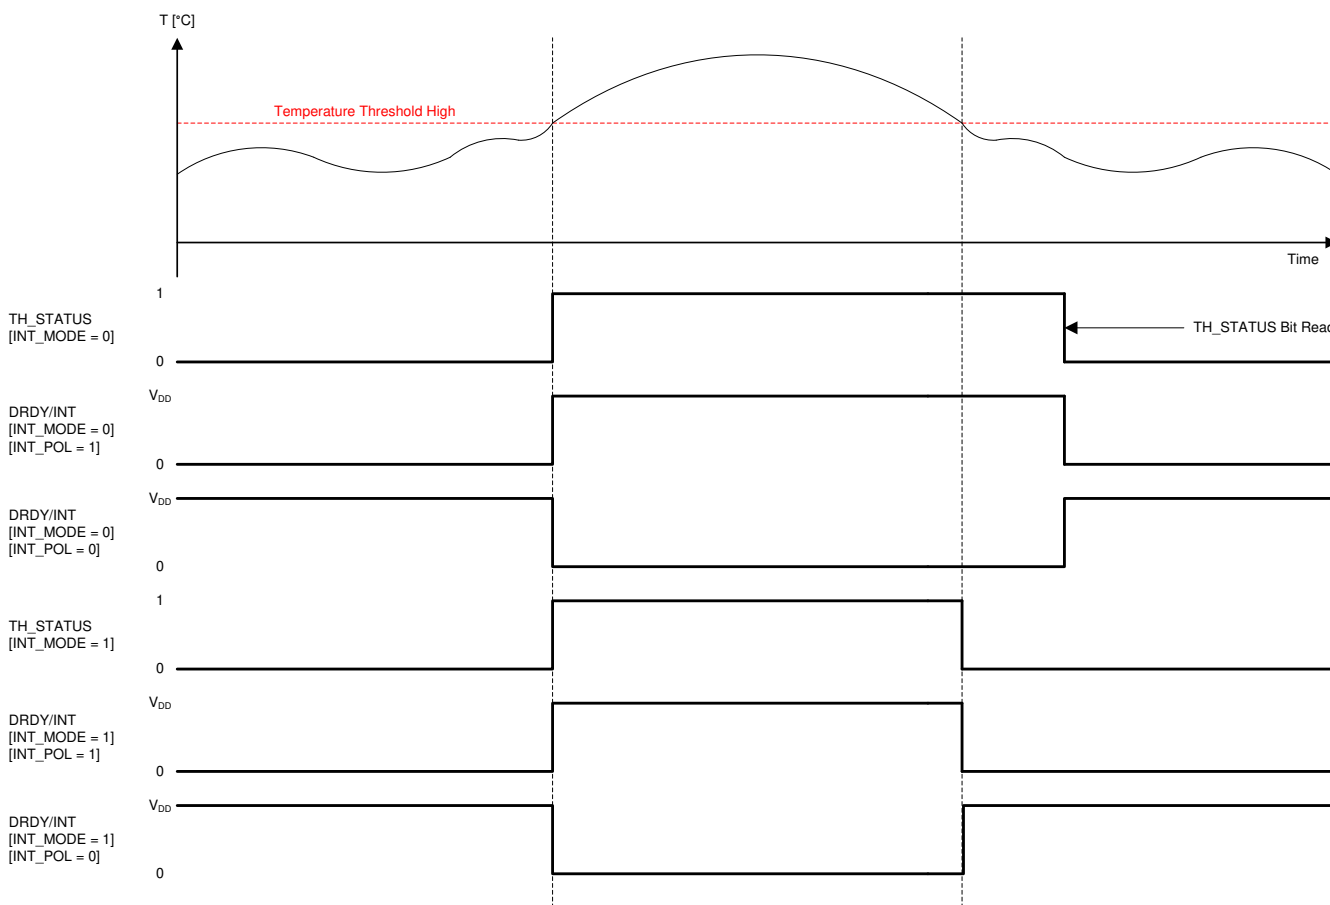 T [°C]
Temperature Threshold High
Time
1
TH_STATUS
[INT_MODE = 0]
TH_STATUS Bit Read
0
VDD
DRDY/INT
[INT_MODE = 0]
[INT_POL = 1]
0
VDD
DRDY/INT
[INT_MODE = 0]
[INT_POL = 0]
0
1
TH_STATUS
[INT_MODE = 1]
0
VDD
DRDY/INT
[INT_MODE = 1]
[INT_POL = 1]
0
VDD
DRDY/INT
[INT_MODE = 1]
[INT_POL = 0]
0